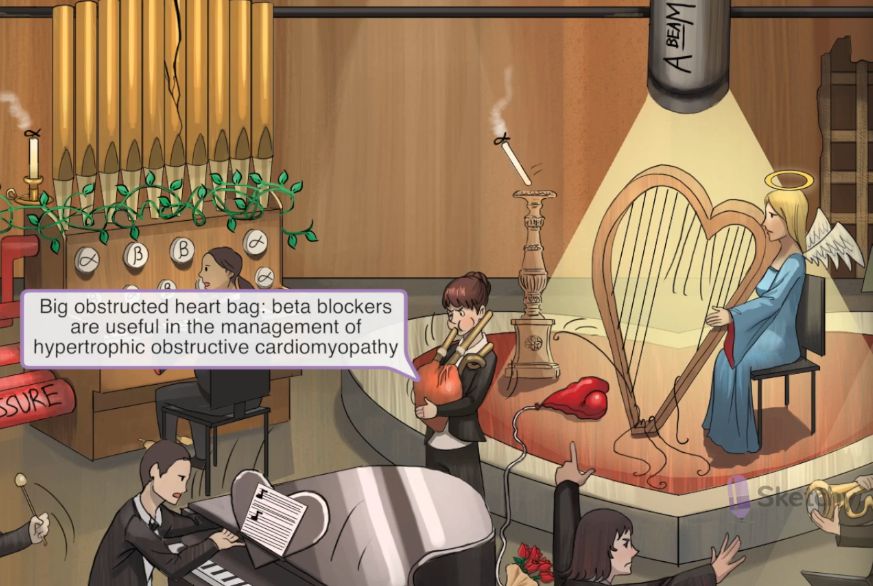 A BEAM
α
β
β
α
α
Big obstructed heart bag: beta blockers
are useful in the management of
hypertrophic obstructive cardiomyopathy
SSURE